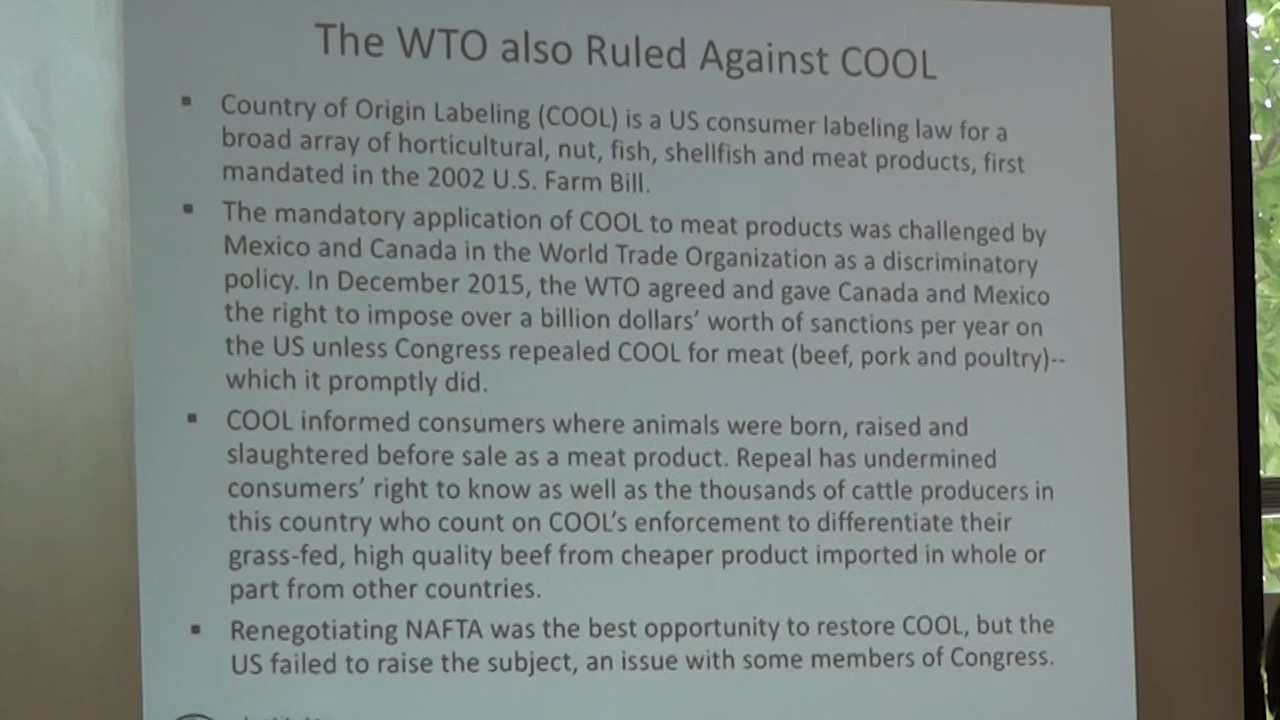 The WTO also Ruled Against COOL
▪ Country of Origin Labeling (COOL) is a US consumer labeling law for a
broad array of horticultural, nut, fish, shellfish and meat products, first
mandated in the 2002 U.S. Farm Bill.
▪ The mandatory application of COOL to meat products was challenged by
Mexico and Canada in the World Trade Organization as a discriminatory
policy. In December 2015, the WTO agreed and gave Canada and Mexico
the right to impose over a billion dollars’ worth of sanctions per year on
the US unless Congress repealed COOL for meat (beef, pork and poultry)--
which it promptly did.
▪ COOL informed consumers where animals were born, raised and
slaughtered before sale as a meat product. Repeal has undermined
consumers’ right to know as well as the thousands of cattle producers in
this country who count on COOL’s enforcement to differentiate their
grass-fed, high quality beef from cheaper product imported in whole or
part from other countries.
▪ Renegotiating NAFTA was the best opportunity to restore COOL, but the
US failed to raise the subject, an issue with some members of Congress.